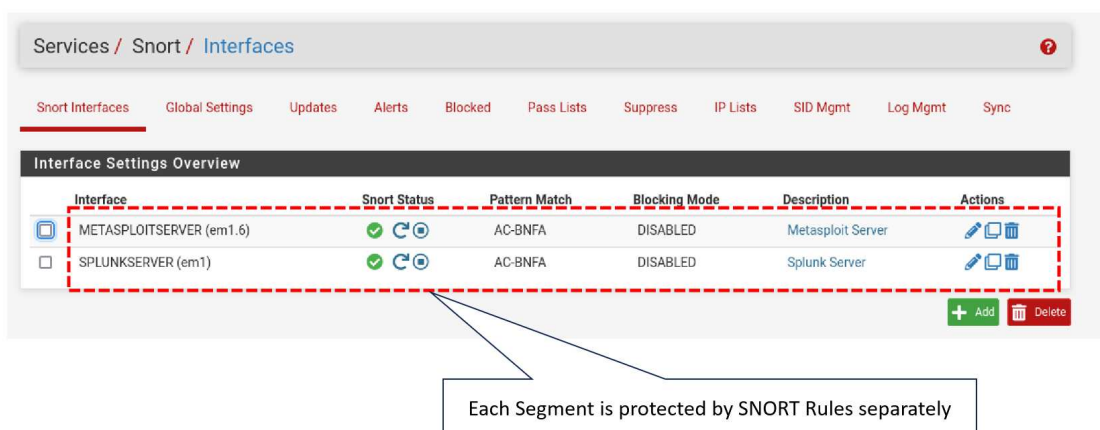 Services / Snort / Interfaces
Snort Interfaces Global Settings Updates Alerts Blocked Pass Lists Suppress IP Lists SID Mgmt Log Mgmt Sync
Interface Settings Overview
Interface Snort Status Pattern Match Blocking Mode Description Actions
METASPLOITSERVER (em1.6) AC-BNFA DISABLED Metasploit Server
SPLUNKSERVER (em1) AC-BNFA DISABLED Splunk Server
Add Delete
Each Segment is protected by SNORT Rules separately